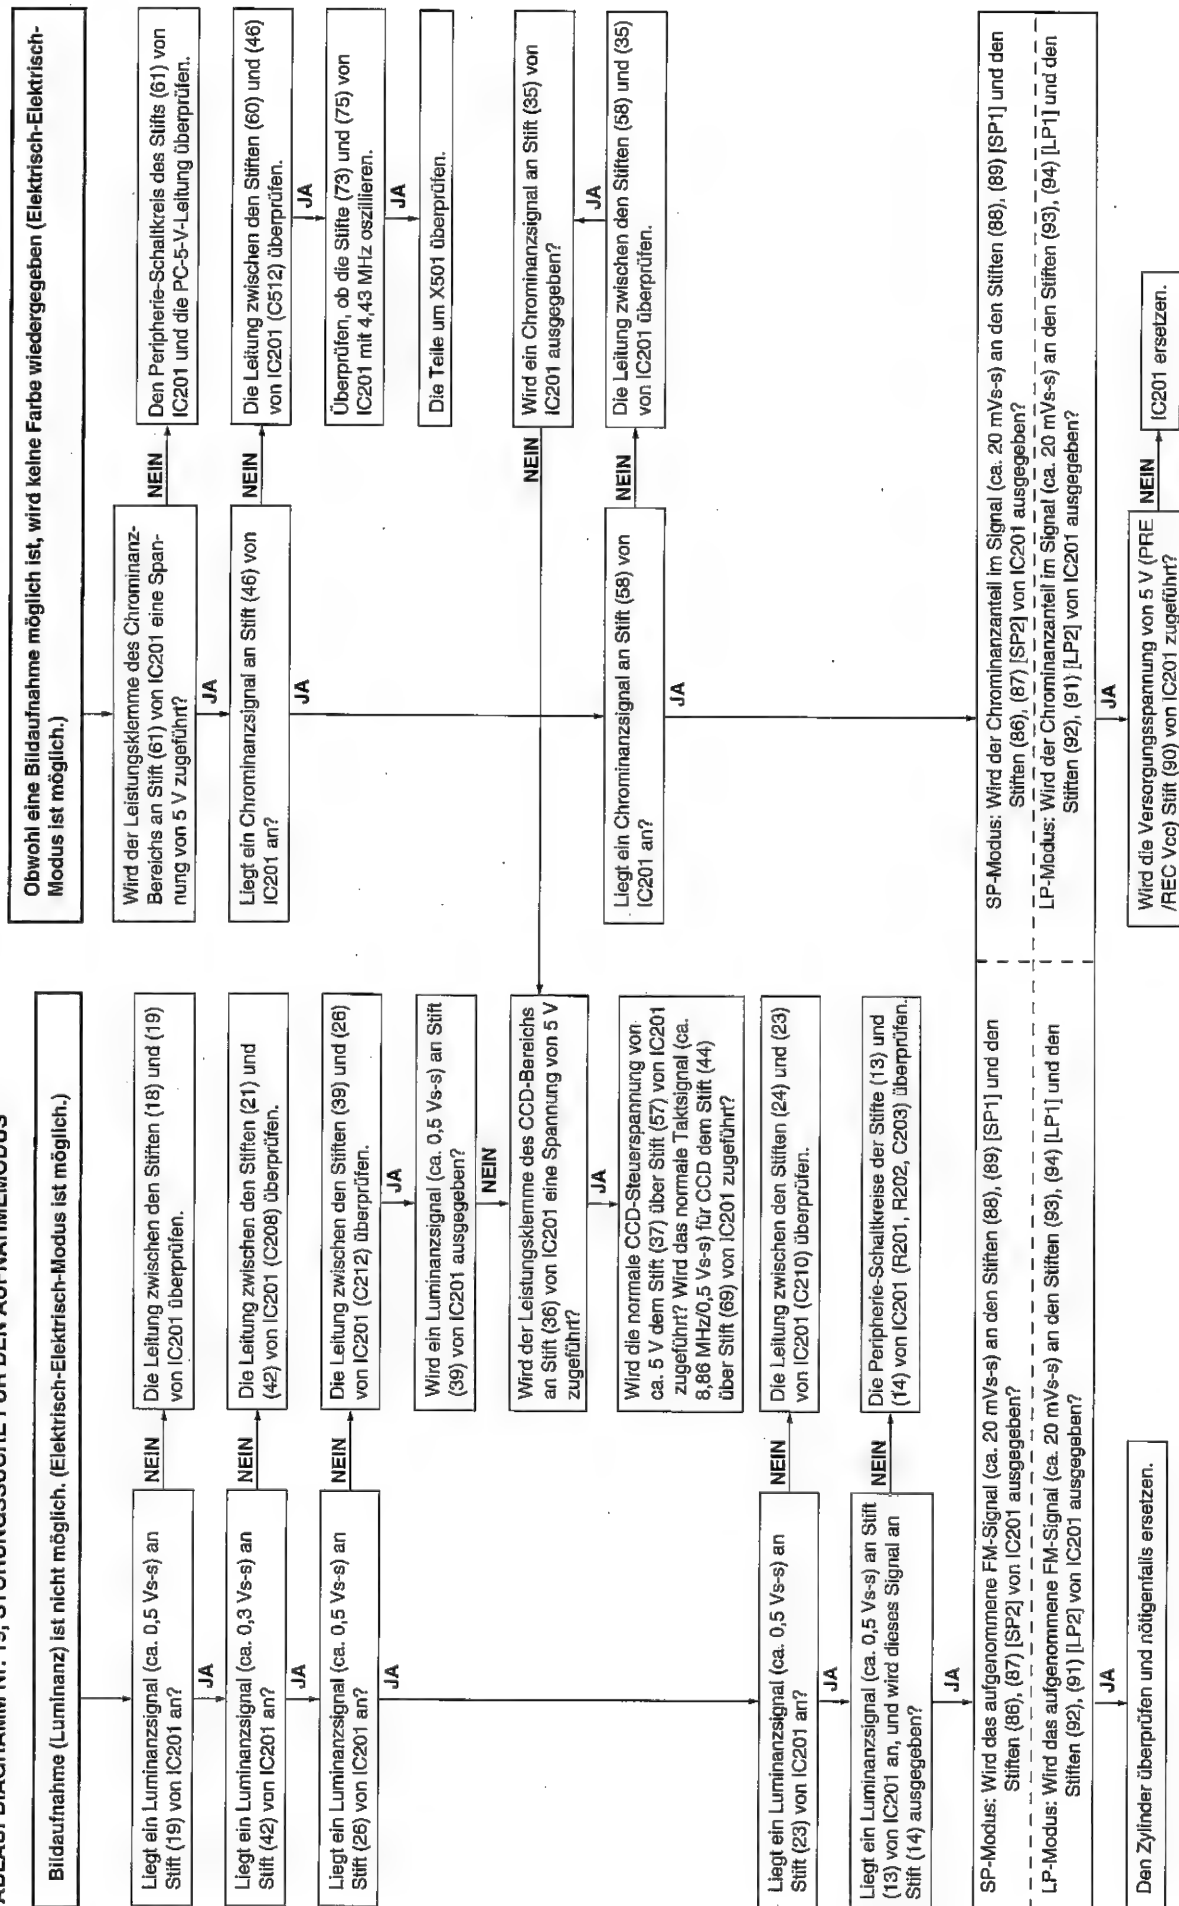 ABLAUFDIAGRAMM NR. 19, STÖRUNGSSUCHE FÜR DEN AUFNAHMEMODUS
Bildaufnahme (Luminanz) ist nicht möglich. (Elektrisch-Elektrisch-Modus ist möglich.)
Liegt ein Luminanzsignal (ca. 0,5 Vs-s) an
Stift (19) von IC201 an?
NEIN
Die Leitung zwischen den Stiften (18) und (19)
von IC201 überprüfen.
JA
Liegt ein Luminanzsignal (ca. 0,3 Vs-s) an
Stift (42) von IC201 an?
NEIN
Die Leitung zwischen den Stiften (21) und
(42) von IC201 (C208) überprüfen.
JA
Liegt ein Luminanzsignal (ca. 0,5 Vs-s) an
Stift (26) von IC201 an?
NEIN
Die Leitung zwischen den Stiften (39) und (26)
von IC201 (C212) überprüfen.
JA
JA
Wird ein Luminanzsignal (ca. 0,5 Vs-s) an Stift
(39) von IC201 ausgegeben?
NEIN
Wird der Leistungsklemme des CCD-Bereichs
an Stift (36) von IC201 eine Spannung von 5 V
zugeführt?
JA
Wird die normale CCD-Steuerspannung von
ca. 5 V dem Stift (37) über Stift (57) von IC201
zugeführt? Wird das normale Taktsignal (ca.
8,86 MHz/0,5 Vs-s) für CCD dem Stift (44)
über Stift (69) von IC201 zugeführt?
Liegt ein Luminanzsignal (ca. 0,5 Vs-s) an
Stift (23) von IC201 an?
NEIN
Die Leitung zwischen den Stiften (24) und (23)
von IC201 (C210) überprüfen.
JA
Liegt ein Luminanzsignal (ca. 0,5 Vs-s) an Stift
(13) von IC201 an, und wird dieses Signal an
Stift (14) ausgegeben?
NEIN
Die Peripherie-Schaltkreise der Stifte (13) und
(14) von IC201 (R201, R202, C203) überprüfen.
JA
SP-Modus: Wird das aufgenommene FM-Signal (ca. 20 mVs-s) an den Stiften (88), (89) [SP1] und den
Stiften (86), (87) [SP2] von IC201 ausgegeben?
LP-Modus: Wird das aufgenommene FM-Signal (ca. 20 mVs-s) an den Stiften (93), (94) [LP1] und den
Stiften (92), (91) [LP2] von IC201 ausgegeben?
JA
Den Zylinder überprüfen und nötigenfalls ersetzen.
Obwohl eine Bildaufnahme möglich ist, wird keine Farbe wiedergegeben (Elektrisch-Elektrisch-
Modus ist möglich.)
Wird der Leistungsklemme des Chrominanz-
Bereichs an Stift (61) von IC201 eine Span-
nung von 5 V zugeführt?
NEIN
Den Peripherie-Schaltkreis des Stifts (61) von
IC201 und die PC-5-V-Leitung überprüfen.
JA
Liegt ein Chrominanzsignal an Stift (46) von
IC201 an?
NEIN
Die Leitung zwischen den Stiften (60) und (46)
von IC201 (C512) überprüfen.
JA
JA
Überprüfen, ob die Stifte (73) und (75) von
IC201 mit 4,43 MHz oszillieren.
JA
Die Teile um X501 überprüfen.
NEIN
Wird ein Chrominanzsignal an Stift (35) von
IC201 ausgegeben?
JA
Liegt ein Chrominanzsignal an Stift (58) von
IC201 an?
NEIN
Die Leitung zwischen den Stiften (58) und (35)
von IC201 überprüfen.
JA
SP-Modus: Wird der Chrominanzanteil im Signal (ca. 20 mVs-s) an den Stiften (88), (89) [SP1] und den
Stiften (86), (87) [SP2] von IC201 ausgegeben?
LP-Modus: Wird der Chrominanzanteil im Signal (ca. 20 mVs-s) an den Stiften (93), (94) [LP1] und den
Stiften (92), (91) [LP2] von IC201 ausgegeben?
JA
Wird die Versorgungsspannung von 5 V (PRE
/REC Vcc) Stift (90) von IC201 zugeführt?
NEIN
IC201 ersetzen.